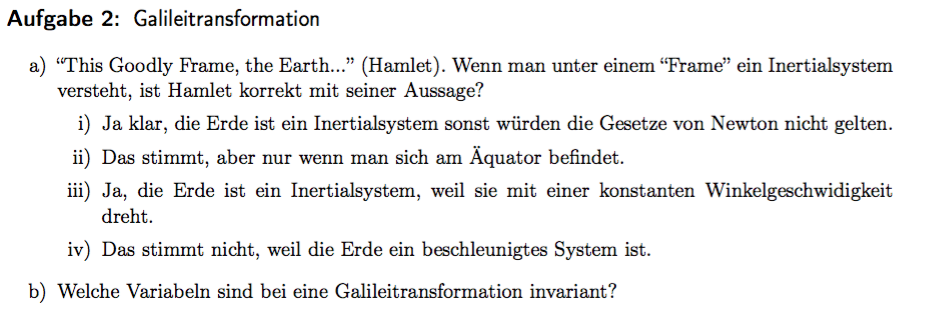 Aufgabe 2: Galileitransformation
a) “This Goodly Frame, the Earth...” (Hamlet). Wenn man unter einem “Frame” ein Inertialsystem
versteht, ist Hamlet korrekt mit seiner Aussage?
i) Ja klar, die Erde ist ein Inertialsystem sonst würden die Gesetze von Newton nicht gelten.
ii) Das stimmt, aber nur wenn man sich am Äquator befindet.
iii) Ja, die Erde ist ein Inertialsystem, weil sie mit einer konstanten Winkelgeschwidigkeit
dreht.
iv) Das stimmt nicht, weil die Erde ein beschleunigtes System ist.
b) Welche Variabeln sind bei eine Galileitransformation invariant?